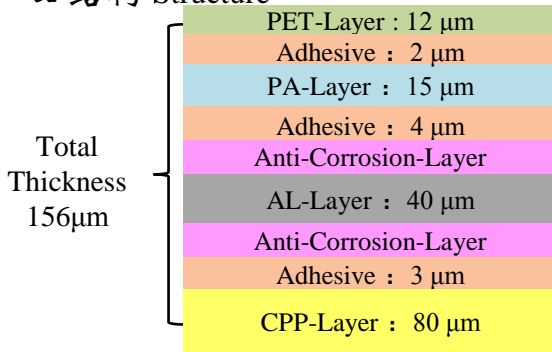 Structure
PET-Layer : 12 μm
Adhesive ： 2 μm
PA-Layer ： 15 μm
Adhesive ： 4 μm
Anti-Corrosion-Layer
AL-Layer ： 40 μm
Anti-Corrosion-Layer
Adhesive ： 3 μm
CPP-Layer ： 80 μm
Total
Thickness
156μm